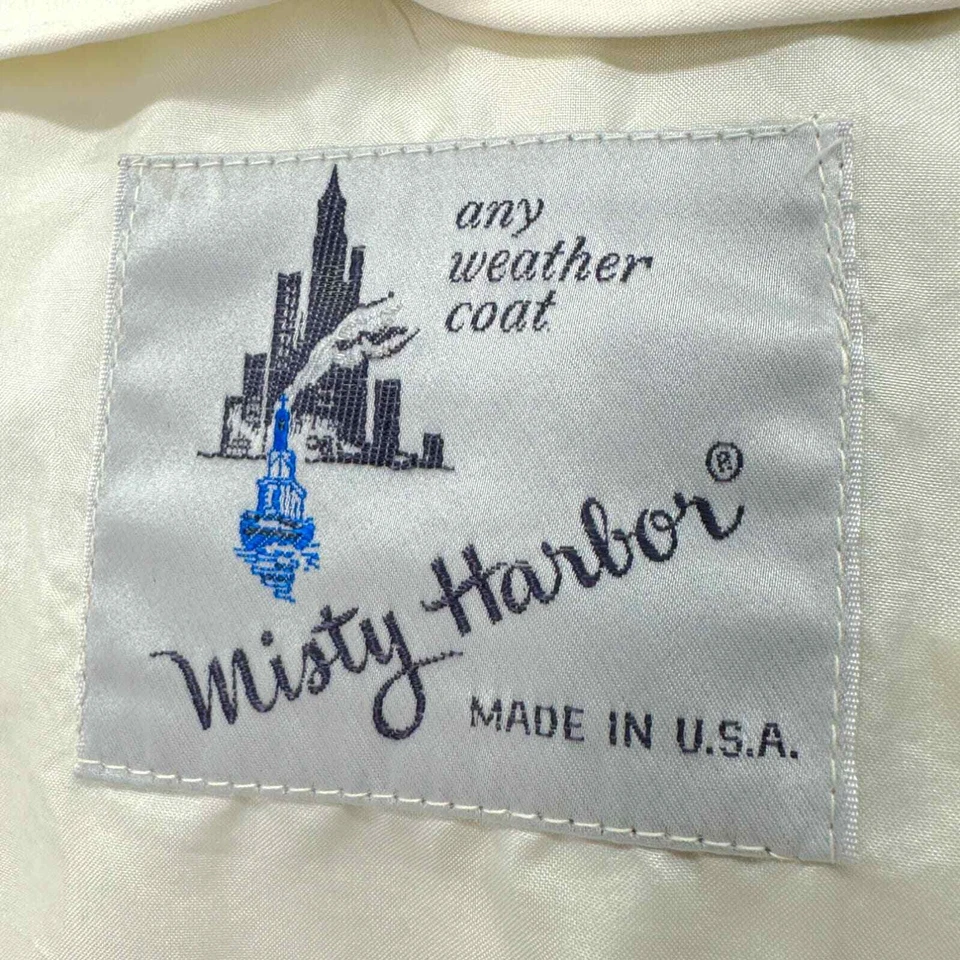 any
weather
coat
Misty Harbor®
MADE IN U.S.A.